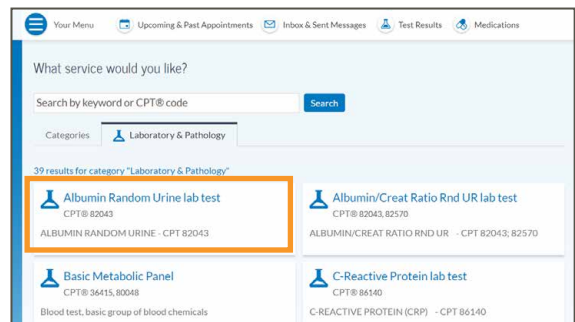 Your Menu Upcoming & Past Appointments Inbox & Sent Messages Test Results Medications
What service would you like?
Search by keyword or CPT® code Search
Categories Laboratory & Pathology
39 results for category "Laboratory & Pathology"
Albumin Random Urine lab test
CPT® 82043
ALBUMIN RANDOM URINE - CPT 82043
Albumin/Creat Ratio Rnd UR lab test
CPT® 82043, 82570
ALBUMIN/CREAT RATIO RND UR - CPT 82043; 82570
Basic Metabolic Panel
CPT® 36415, 80048
Blood test, basic group of blood chemicals
C-Reactive Protein lab test
CPT® 86140
C-REACTIVE PROTEIN (CRP) - CPT 86140